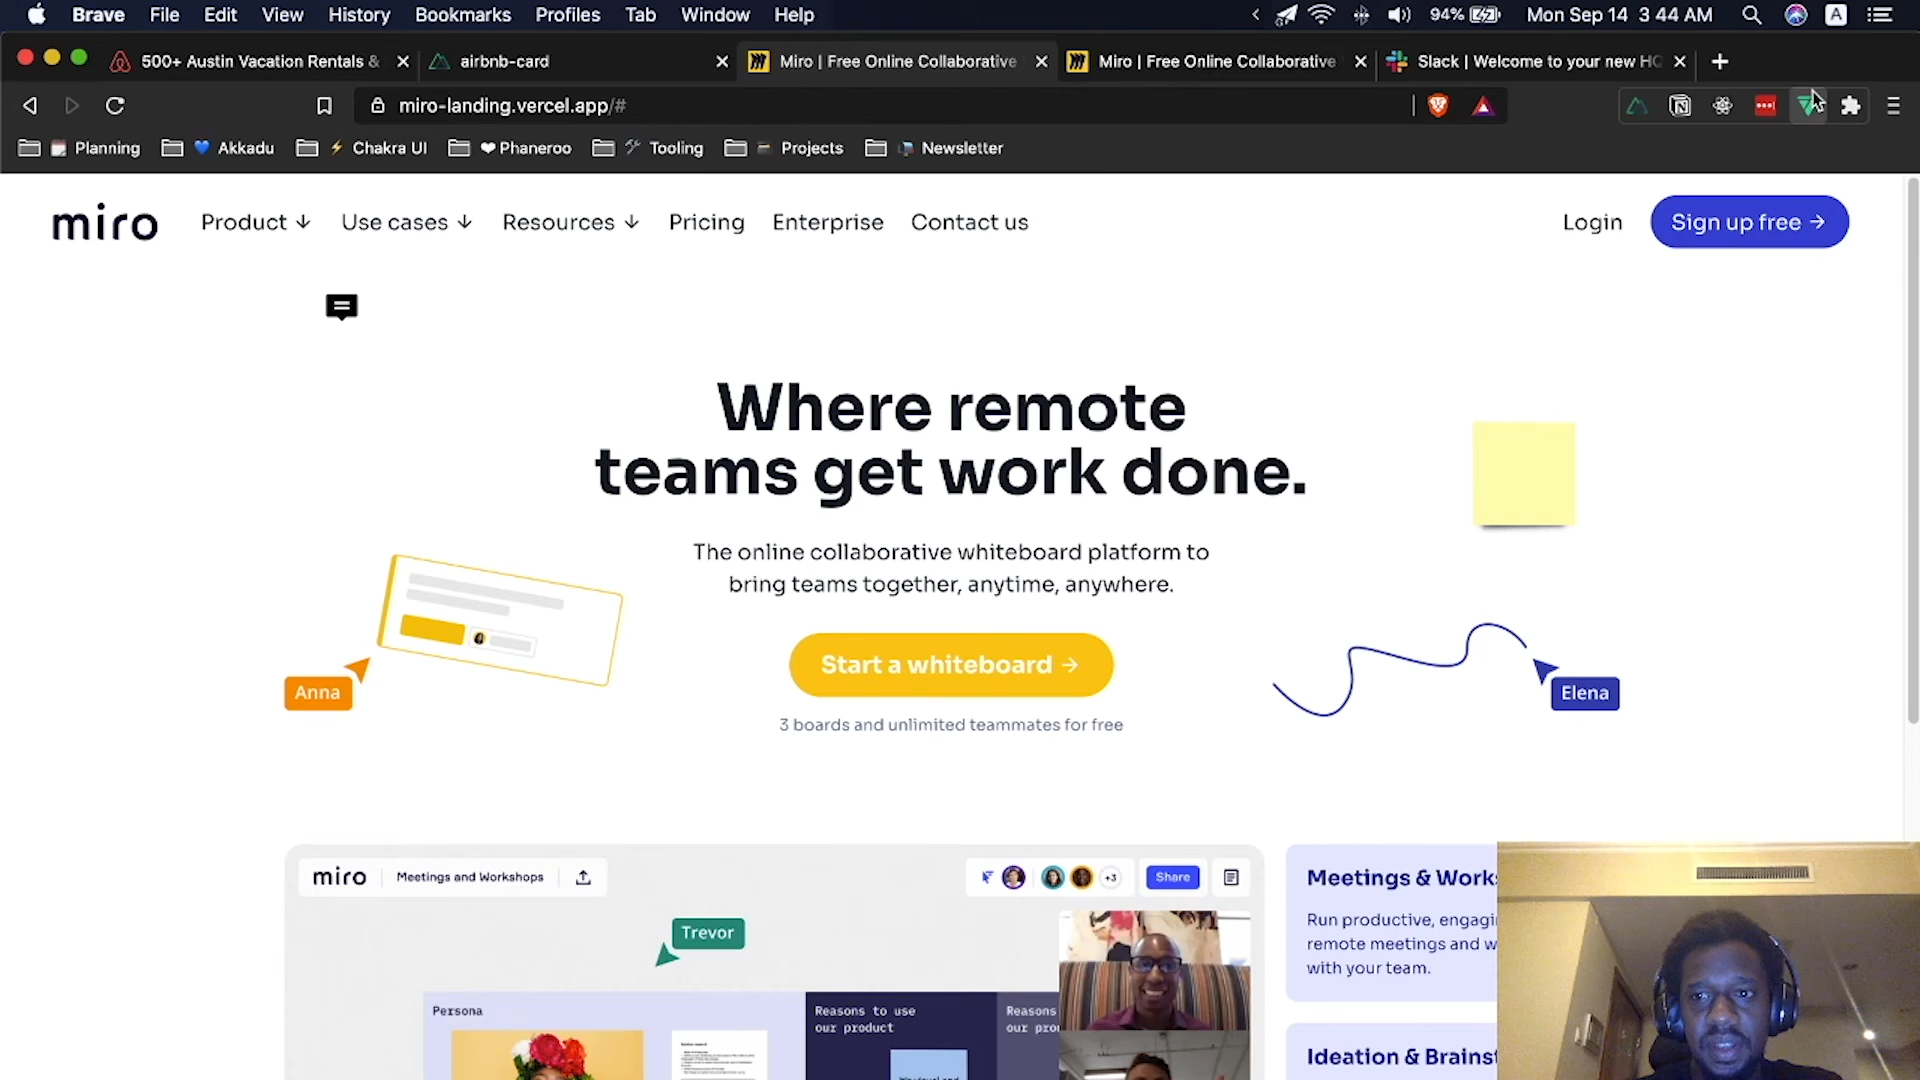 Brave File Edit View History Bookmarks Profiles Tab Window Help 94% Mon Sep 14 3:44 AM A
500+ Austin Vacation Rentals & airbnb-card Miro | Free Online Collaborative Miro | Free Online Collaborative Slack | Welcome to your new HQ
miro-landing.vercel.app/#
Planning Akkadu Chakra UI Phaneroo Tooling Projects Newsletter
miro Product ↓ Use cases ↓ Resources ↓ Pricing Enterprise Contact us Login Sign up free →
Where remote
teams get work done.
The online collaborative whiteboard platform to
bring teams together, anytime, anywhere.
Start a whiteboard →
Anna
Elena
3 boards and unlimited teammates for free
miro Meetings and Workshops +3 Share
Trevor
Persona
Reasons to use
our product
Reasons
our pro
Meetings & Works
Run productive, engagi
remote meetings and w
with your team.
Ideation & Brainst